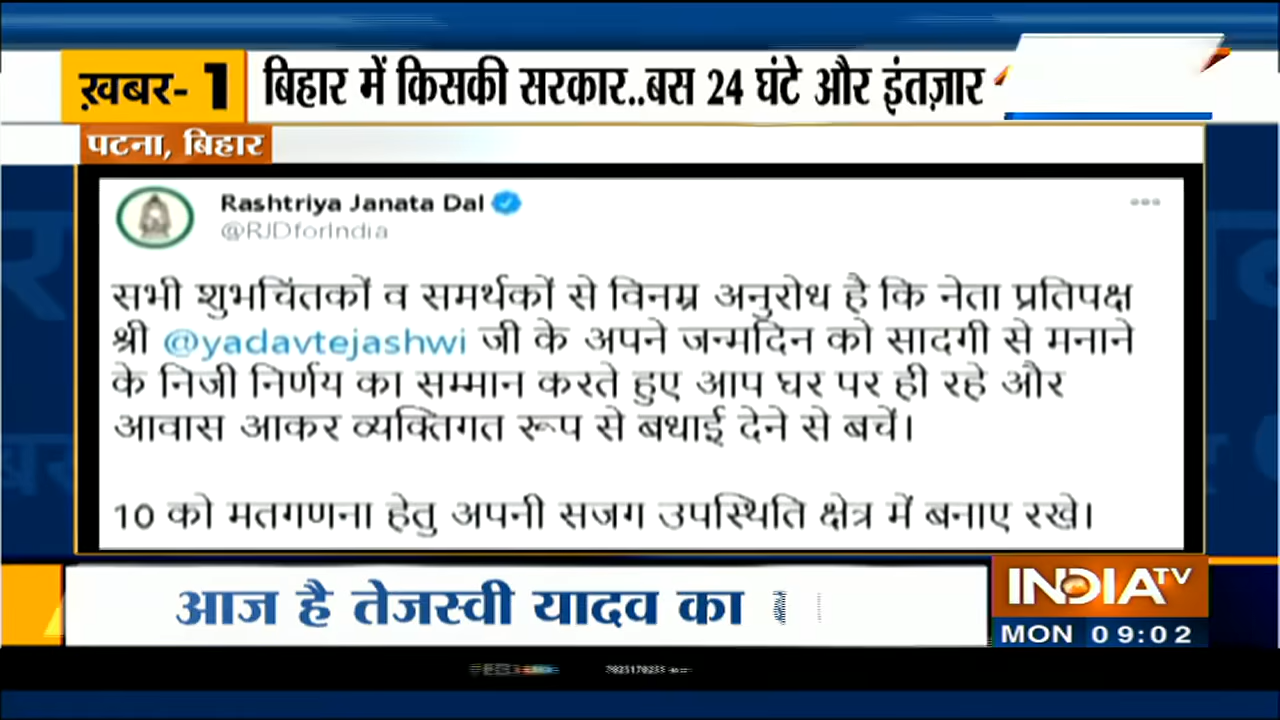 ख़बर-1
बिहार में किसकी सरकार..बस 24 घंटे और इंतज़ार
पटना, बिहार
Rashtriya Janata Dal
@RJDforIndia
सभी शुभचिंतकों व समर्थकों से विनम्र अनुरोध है कि नेता प्रतिपक्ष
श्री @yadavtejashwi जी के अपने जन्मदिन को सादगी से मनाने
के निजी निर्णय का सम्मान करते हुए आप घर पर ही रहे और
आवास आकर व्यक्तिगत रूप से बधाई देने से बचें।
10 को मतगणना हेतु अपनी सजग उपस्थिति क्षेत्र में बनाए रखे।
आज है तेजस्वी यादव का
INDIA TV
MON 09:02